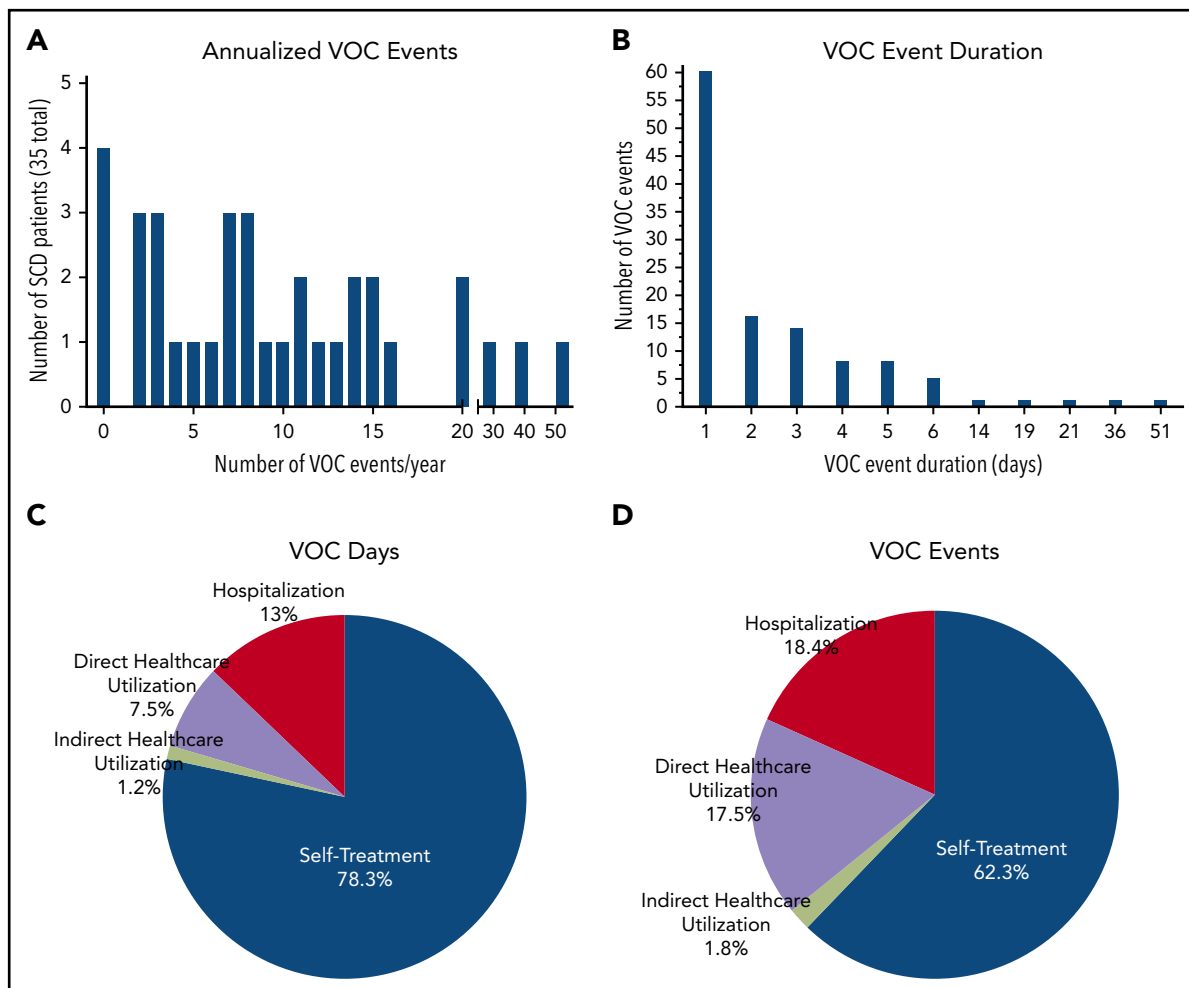 A
Annualized VOC Events
Number of SCD patients (35 total)
5
4
3
2
1
0
0 5 10 15 20 30 40 50
Number of VOC events/year
B
VOC Event Duration
Number of VOC events
60
55
50
45
40
35
30
25
20
15
10
5
0
1 2 3 4 5 6 14 19 21 36 51
VOC event duration (days)
C
VOC Days
Hospitalization
13%
Direct Healthcare
Utilization
7.5%
Indirect Healthcare
Utilization
1.2%
Self-Treatment
78.3%
D
VOC Events
Hospitalization
18.4%
Direct Healthcare
Utilization
17.5%
Indirect Healthcare
Utilization
1.8%
Self-Treatment
62.3%